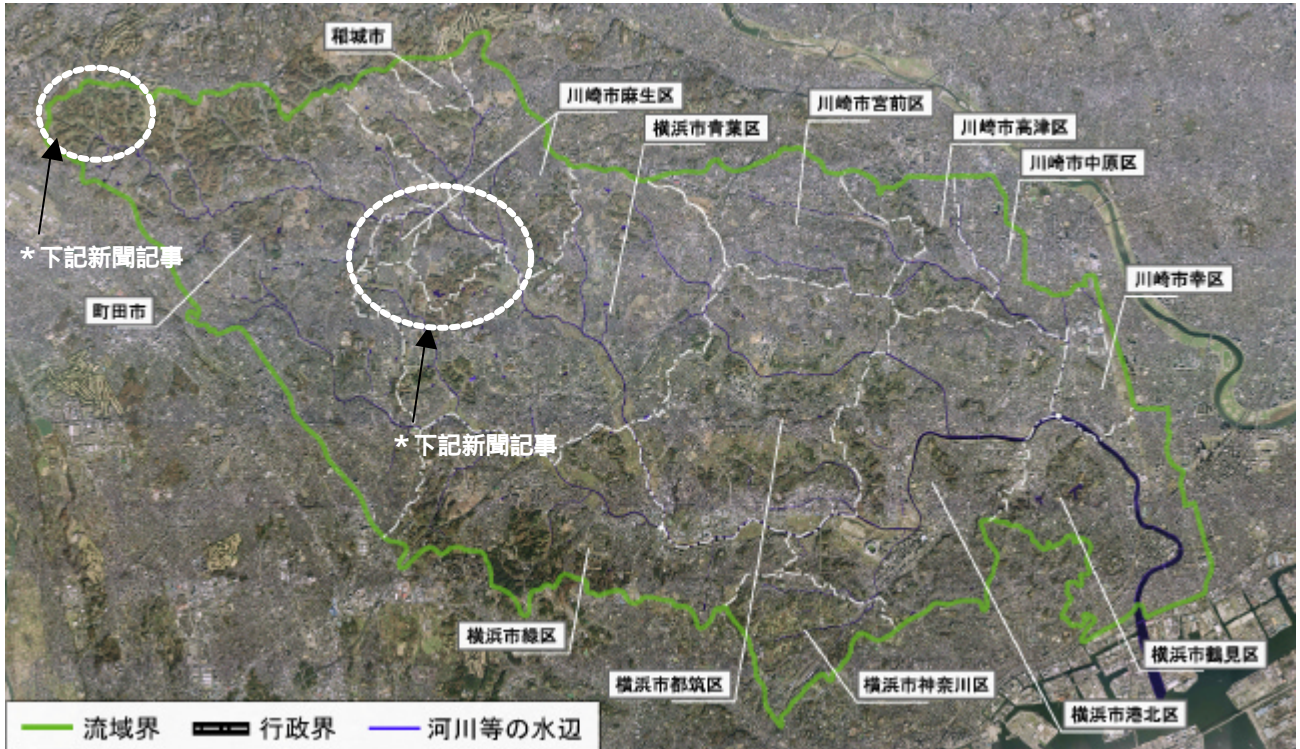 稲城市
川崎市麻生区
横浜市青葉区
川崎市宮前区
川崎市高津区
川崎市中原区
*下記新聞記事
町田市
川崎市幸区
*下記新聞記事
横浜市緑区
横浜市都筑区
横浜市神奈川区
横浜市港北区
横浜市鶴見区
流域界 行政界 河川等の水辺